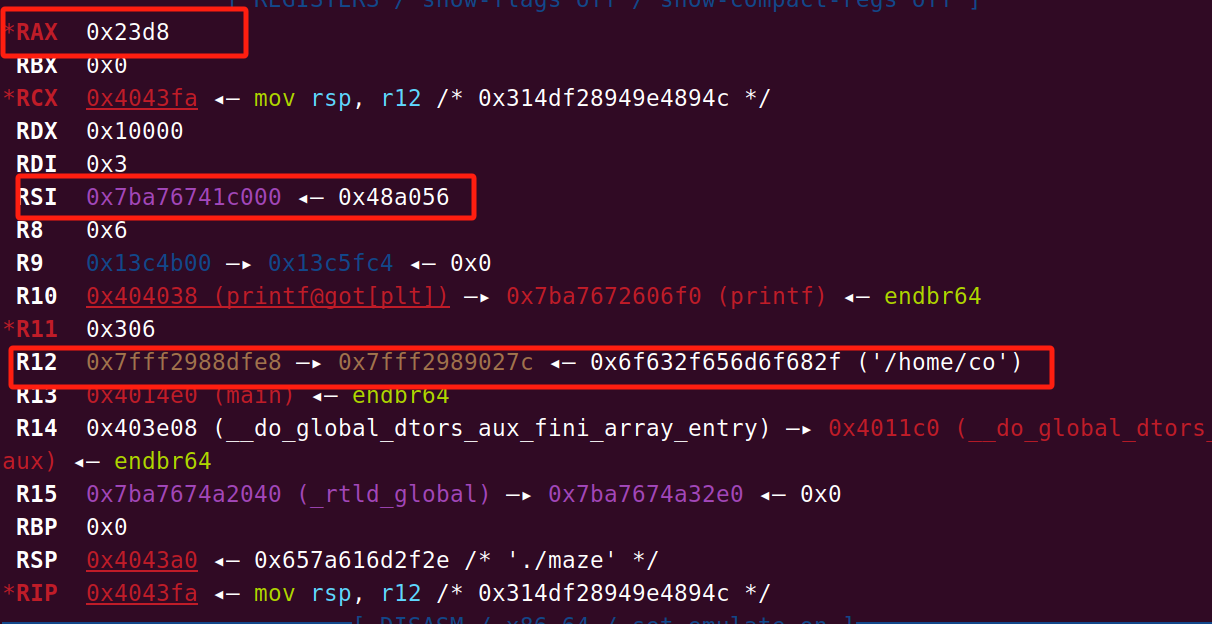 [ REGISTERS / show-flags off / show-compact-regs off ]
*RAX 0x23d8
RBX 0x0
*RCX 0x4043fa ◂— mov rsp, r12 /* 0x314df28949e4894c */
RDX 0x10000
RDI 0x3
RSI 0x7ba76741c000 ◂— 0x48a056
R8 0x6
R9 0x13c4b00 —▸ 0x13c5fc4 ◂— 0x0
R10 0x404038 (printf@got[plt]) —▸ 0x7ba7672606f0 (printf) ◂— endbr64
*R11 0x306
R12 0x7fff2988dfe8 —▸ 0x7fff2989027c ◂— 0x6f632f656d6f682f ('/home/co')
R13 0x4014e0 (main) ◂— endbr64
R14 0x403e08 (__do_global_dtors_aux_fini_array_entry) —▸ 0x4011c0 (__do_global_dtors_
aux) ◂— endbr64
R15 0x7ba7674a2040 (_rtld_global) —▸ 0x7ba7674a32e0 ◂— 0x0
RBP 0x0
RSP 0x4043a0 ◂— 0x657a616d2f2e /* './maze' */
*RIP 0x4043fa ◂— mov rsp, r12 /* 0x314df28949e4894c */
[ DISASM / x86-64 / set emulate on ]